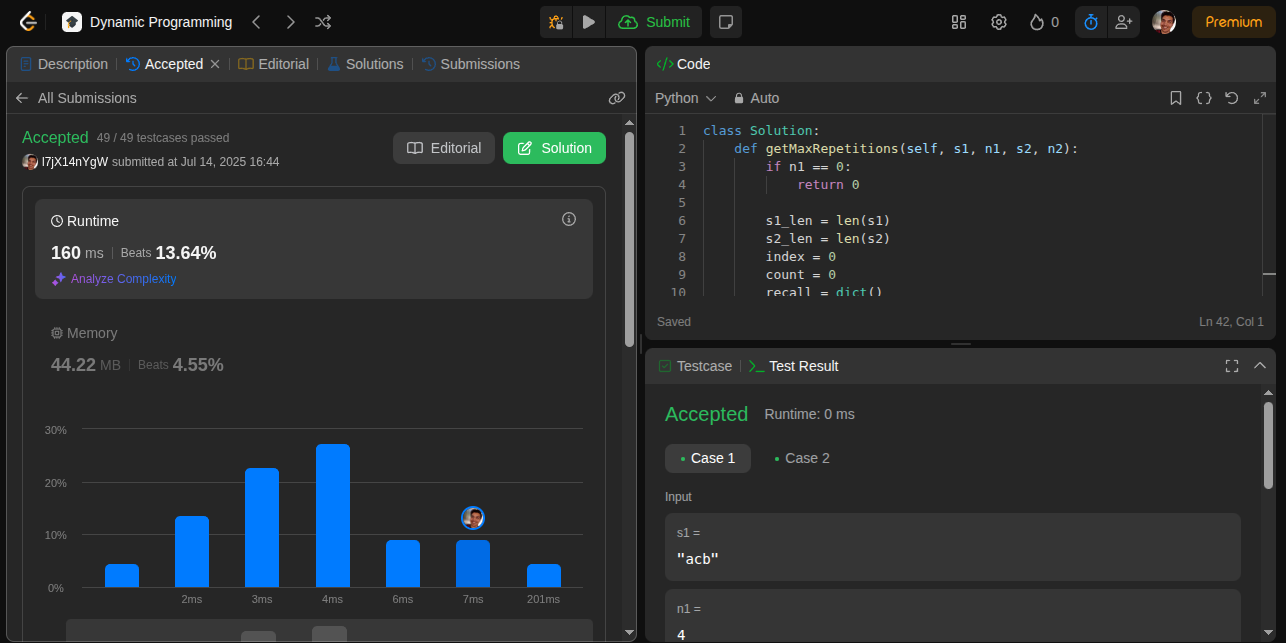 Dynamic Programming
Submit
0
Premium
Description
Accepted
Editorial
Solutions
Submissions
All Submissions
Accepted 49 / 49 testcases passed
l7jX14nYgW submitted at Jul 14, 2025 16:44
Editorial
Solution
Runtime
160 ms
Beats 13.64%
Analyze Complexity
Memory
44.22 MB
Beats 4.55%
30%
20%
10%
0%
2ms 3ms 4ms 6ms 7ms 201ms
</> Code
Python
Auto
1 class Solution:
2 def getMaxRepetitions(self, s1, n1, s2, n2):
3 if n1 == 0:
4 return 0
5
6 s1_len = len(s1)
7 s2_len = len(s2)
8 index = 0
9 count = 0
10 recall = dict()
Saved
Ln 42, Col 1
Testcase
Test Result
Accepted Runtime: 0 ms
Case 1
Case 2
Input
s1 =
"acb"
n1 =
4